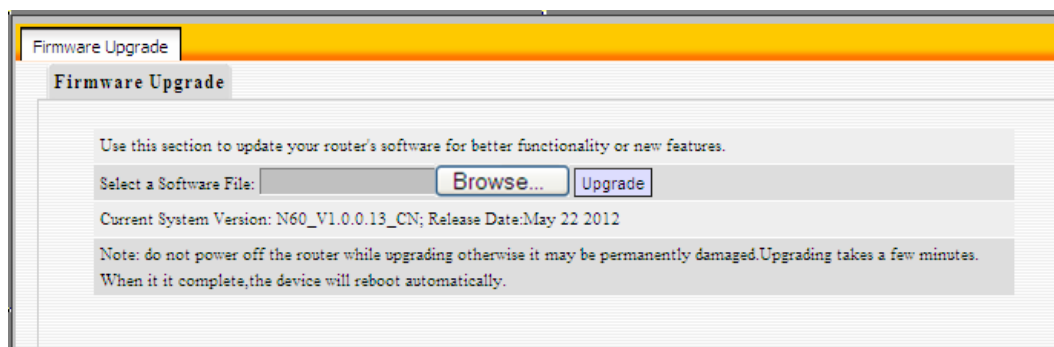 Firmware Upgrade
Firmware Upgrade
Use this section to update your router's software for better functionality or new features.
Select a Software File: Browse... Upgrade
Current System Version: N60_V1.0.0.13_CN; Release Date:May 22 2012
Note: do not power off the router while upgrading otherwise it may be permanently damaged.Upgrading takes a few minutes.
When it it complete,the device will reboot automatically.